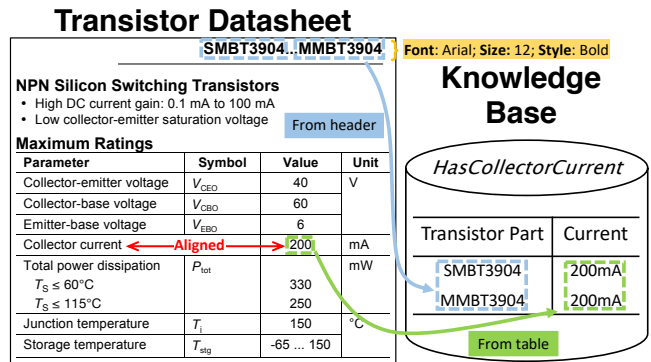 Transistor Datasheet
SMBT3904...MMBT3904
Font: Arial; Size: 12; Style: Bold
NPN Silicon Switching Transistors
• High DC current gain: 0.1 mA to 100 mA
• Low collector-emitter saturation voltage
From header
Knowledge
Base
Maximum Ratings
Parameter Symbol Value Unit
Collector-emitter voltage VCEO 40 V
Collector-base voltage VCBO 60
Emitter-base voltage VEBO 6
Collector current Aligned 200 mA
Total power dissipation Ptot mW
TS ≤ 60°C 330
TS ≤ 115°C 250
Junction temperature Ti 150 °C
Storage temperature Tstg -65 ... 150
HasCollectorCurrent
Transistor Part Current
SMBT3904 200mA
MMBT3904 200mA
From table